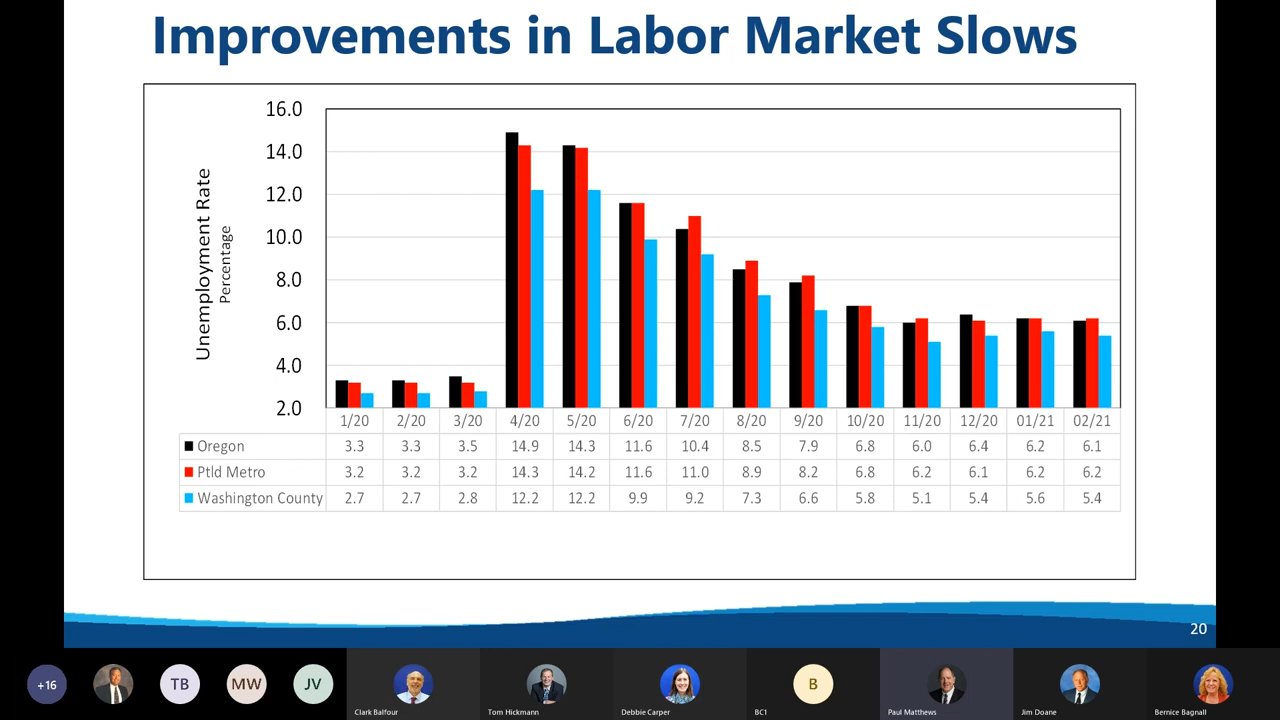 Improvements in Labor Market Slows
Unemployment Rate
Percentage
16.0
14.0
12.0
10.0
8.0
6.0
4.0
2.0
1/20 2/20 3/20 4/20 5/20 6/20 7/20 8/20 9/20 10/20 11/20 12/20 01/21 02/21
Oregon 3.3 3.3 3.5 14.9 14.3 11.6 10.4 8.5 7.9 6.8 6.0 6.4 6.2 6.1
Ptld Metro 3.2 3.2 3.2 14.3 14.2 11.6 11.0 8.9 8.2 6.8 6.2 6.1 6.2 6.2
Washington County 2.7 2.7 2.8 12.2 12.2 9.9 9.2 7.3 6.6 5.8 5.1 5.4 5.6 5.4
20
+16 TB MW JV B
Clark Balfour Tom Hickmann Debbie Carper BC1 Paul Matthews Jim Doane Bernice Bagnall